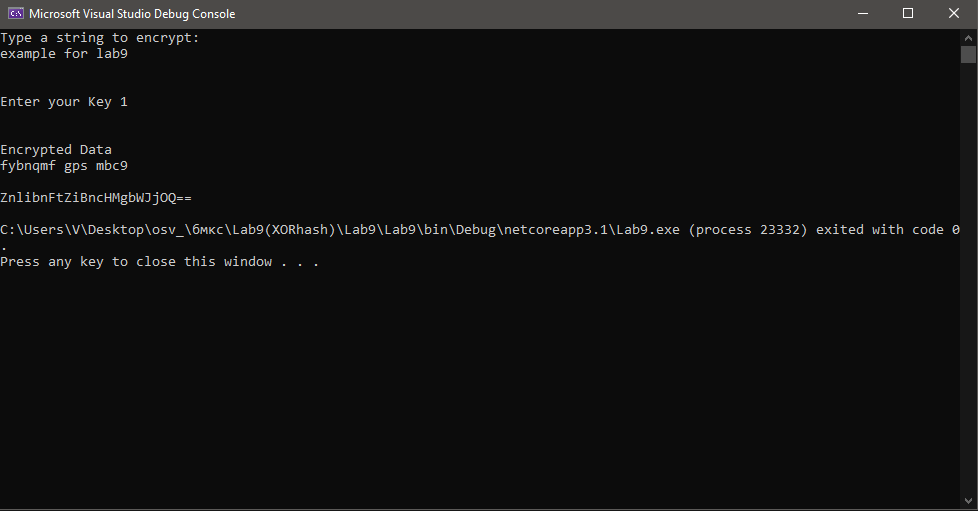 Microsoft Visual Studio Debug Console
Type a string to encrypt:
example for lab9
Enter your Key 1
Encrypted Data
fybnqmf gps mbc9
ZnlibnFtZiBncHMgbWJjOQ==
C:\Users\V\Desktop\osv_\бмкс\Lab9(XORhash)\Lab9\Lab9\bin\Debug\netcoreapp3.1\Lab9.exe (process 23332) exited with code 0
.
Press any key to close this window . . .